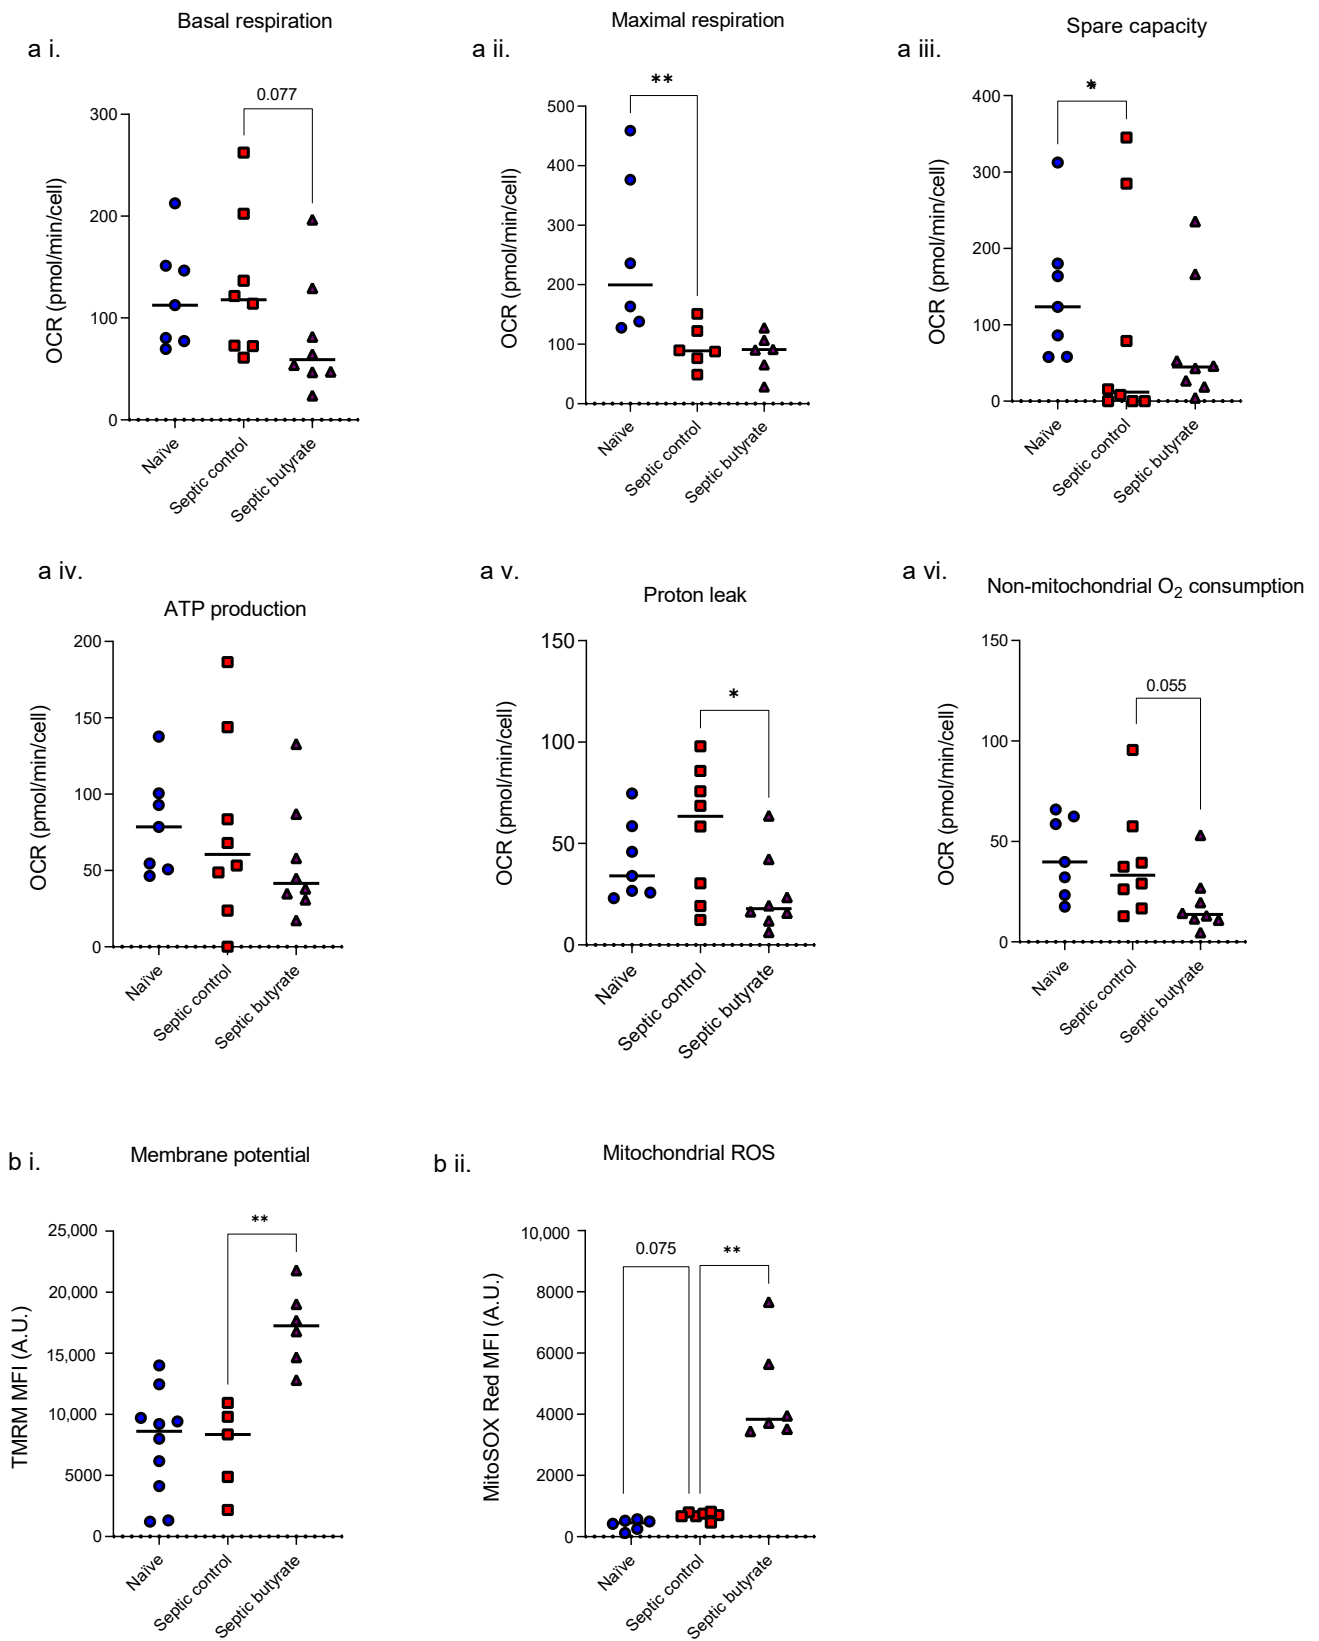 Basal respiration
a i.
0.077
OCR (pmol/min/cell)
300
200
100
0
Naïve
Septic control
Septic butyrate
Maximal respiration
a ii.
**
OCR (pmol/min/cell)
500
400
300
200
100
0
Naïve
Septic control
Septic butyrate
Spare capacity
a iii.
*
OCR (pmol/min/cell)
400
300
200
100
0
Naïve
Septic control
Septic butyrate
a iv.
ATP production
OCR (pmol/min/cell)
200
150
100
50
0
Naïve
Septic control
Septic butyrate
a v.
Proton leak
*
OCR (pmol/min/cell)
150
100
50
0
Naïve
Septic control
Septic butyrate
a vi.
Non-mitochondrial O₂ consumption
0.055
OCR (pmol/min/cell)
150
100
50
0
Naïve
Septic control
Septic butyrate
b i.
Membrane potential
**
TMRM MFI (A.U.)
25,000
20,000
15,000
10,000
5000
0
Naïve
Septic control
Septic butyrate
b ii.
Mitochondrial ROS
0.075
**
MitoSOX Red MFI (A.U.)
10,000
8000
6000
4000
2000
0
Naïve
Septic control
Septic butyrate